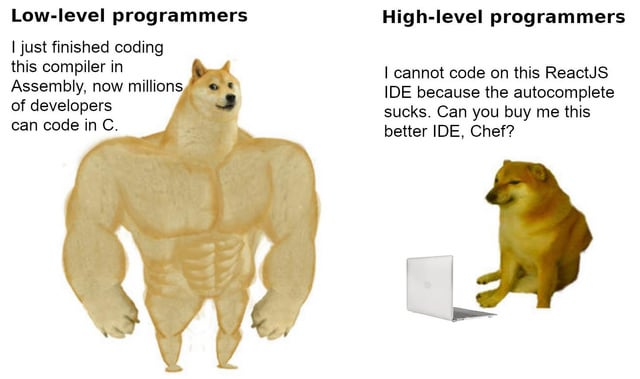 Low-level programmers
I just finished coding
this compiler in
Assembly, now millions
of developers
can code in C.
High-level programmers
I cannot code on this ReactJS
IDE because the autocomplete
sucks. Can you buy me this
better IDE, Chef?